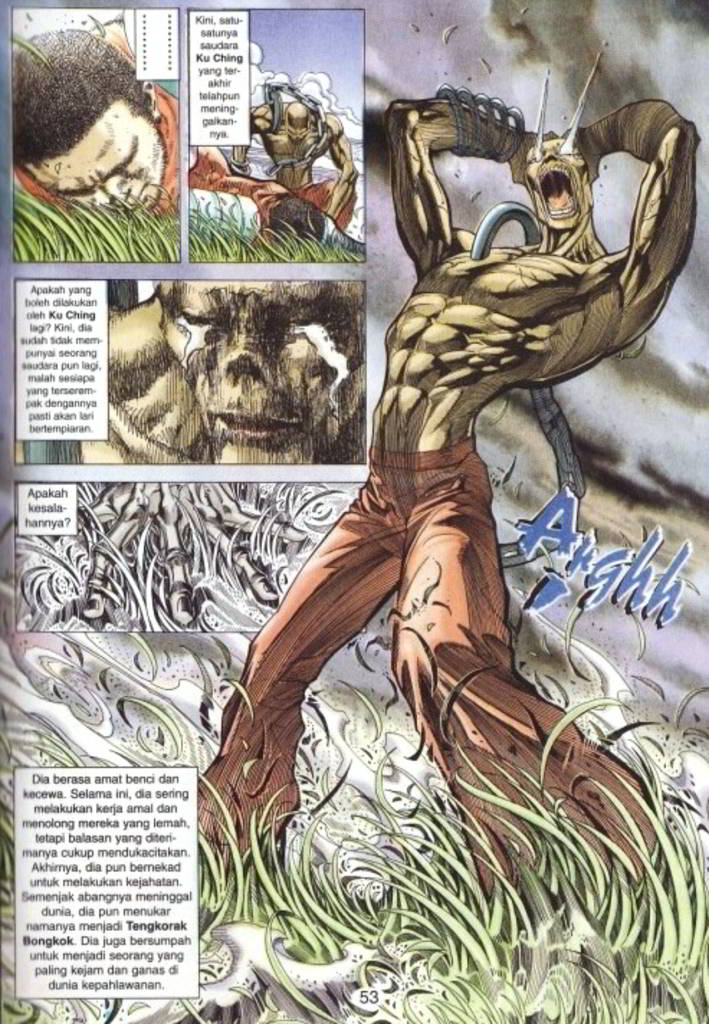 Kini, satu-
satunya
saudara
Ku Ching
yang ter-
akhir
telahpun
mening-
galkan-
nya.
Apakah yang
boleh dilakukan
oleh Ku Ching
lagi? Kini, dia
sudah tidak mem-
punyai seorang
saudara pun lagi,
malah sesiapa
yang terserem-
pak dengannya
pasti akan lari
bertempiaran.
Apakah
kesala-
hannya?
Arghh
Dia berasa amat benci dan
kecewa. Selama ini, dia sering
melakukan kerja amal dan
menolong mereka yang lemah,
tetapi balasan yang diteri-
manya cukup mendukacitakan.
Akhirnya, dia pun bernekad
untuk melakukan kejahatan.
Semenjak abangnya meninggal
dunia, dia pun menukar
namanya menjadi Tengkorak
Bongkok. Dia juga bersumpah
untuk menjadi seorang yang
paling kejam dan ganas di
dunia kepahlawanan.
53